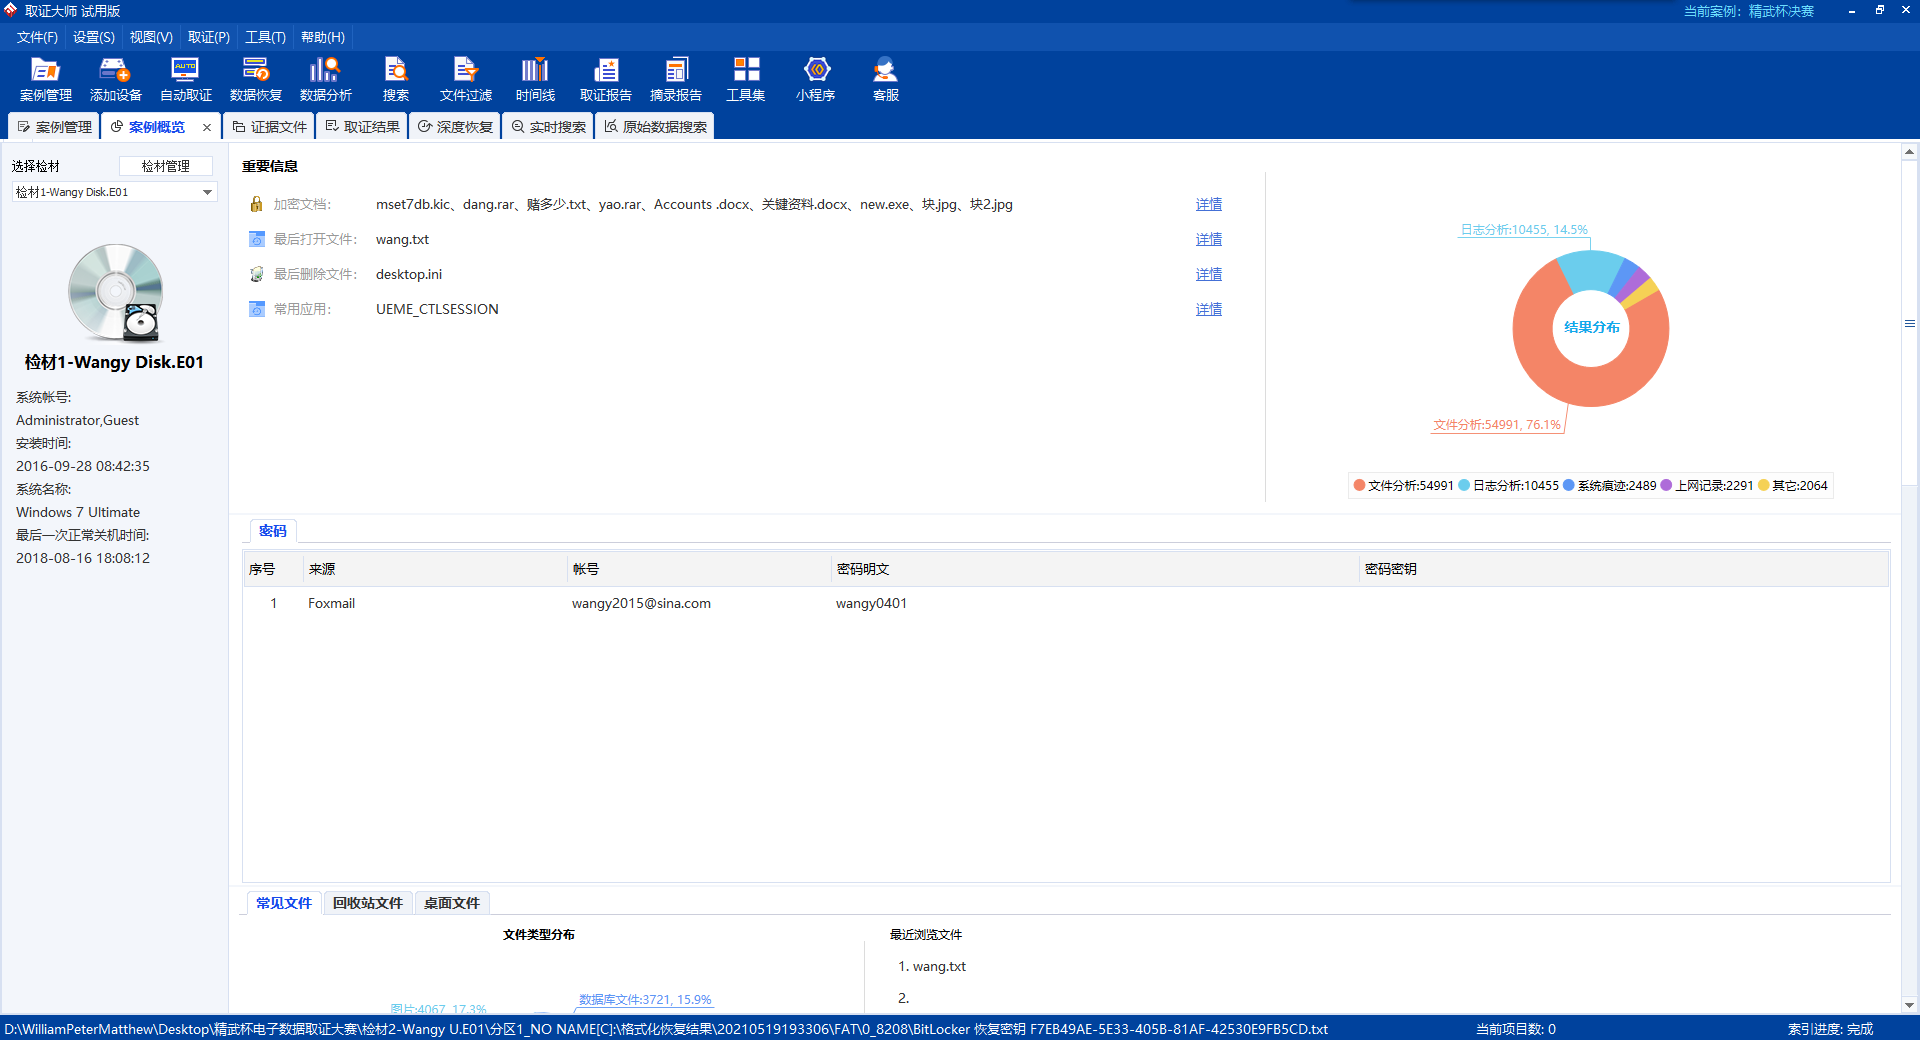 取证大师 试用版
当前案例：精武杯决赛
文件(F) 设置(S) 视图(V) 取证(P) 工具(T) 帮助(H)
案例管理 添加设备 自动取证 数据恢复 数据分析 搜索 文件过滤 时间线 取证报告 摘录报告 工具集 小程序 客服
案例管理 案例概览 × 证据文件 取证结果 深度恢复 实时搜索 原始数据搜索
选择检材 检材管理
检材1-Wangy Disk.E01
检材1-Wangy Disk.E01
系统帐号:
Administrator,Guest
安装时间:
2016-09-28 08:42:35
系统名称:
Windows 7 Ultimate
最后一次正常关机时间:
2018-08-16 18:08:12
重要信息
加密文档: mset7db.kic、dang.rar、赌多少.txt、yao.rar、Accounts .docx、关键资料.docx、new.exe、块.jpg、块2.jpg 详情
最后打开文件: wang.txt 详情
最后删除文件: desktop.ini 详情
常用应用: UEME_CTLSESSION 详情
日志分析:10455, 14.5%
结果分布
文件分析:54991, 76.1%
文件分析:54991 日志分析:10455 系统痕迹:2489 上网记录:2291 其它:2064
密码
序号 来源 帐号 密码明文 密码密钥
1 Foxmail wangy2015@sina.com wangy0401
常见文件 回收站文件 桌面文件
文件类型分布
图片:4067, 17.3%
数据库文件:3721, 15.9%
最近浏览文件
1. wang.txt
2.
D:\WilliamPeterMatthew\Desktop\精武杯电子数据取证大赛\检材2-Wangy U.E01\分区1_NO NAME[C]:\格式化恢复结果\20210519193306\FAT\0_8208\BitLocker 恢复密钥 F7EB49AE-5E33-405B-81AF-42530E9FB5CD.txt
当前项目数: 0
索引进度: 完成